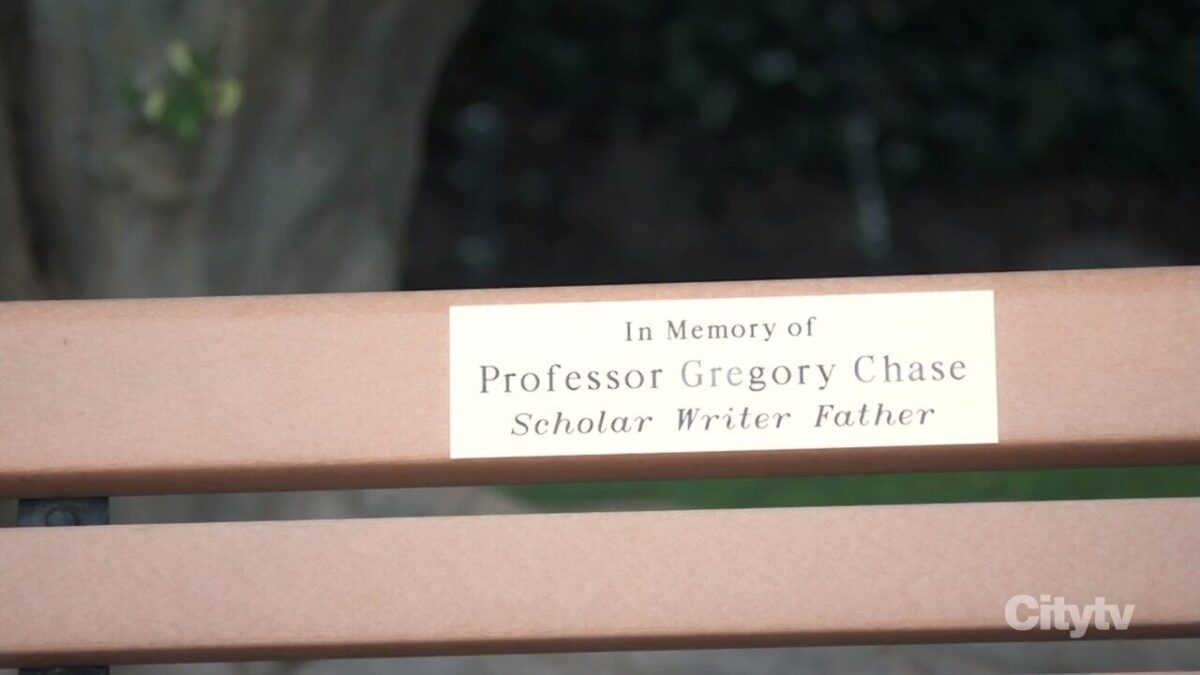 In Memory of
Professor Gregory Chase
Scholar Writer Father
Citytv